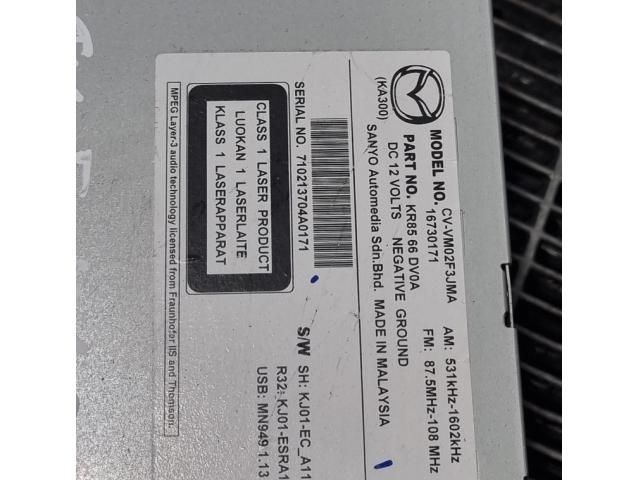 MODEL NO. CV-VM02F3JMA AM: 531kHz-1602kHz
16730171 FM: 87.5MHz-108 MHz
PART NO. KR85 66 DV0A
DC 12 VOLTS NEGATIVE GROUND
(KA300) SANYO Automedia Sdn.Bhd. MADE IN MALAYSIA
SERIAL NO. 710213704A0171
S/W SH: KJ01-EC_A11
R32: KJ01-ESRA1
USB: MN949 1.13
CLASS 1 LASER PRODUCT
LUOKAN 1 LASERLAITE
KLASS 1 LASERAPPARAT
MPEG Layer-3 audio technology licensed from Fraunhofer IIS and Thomson.